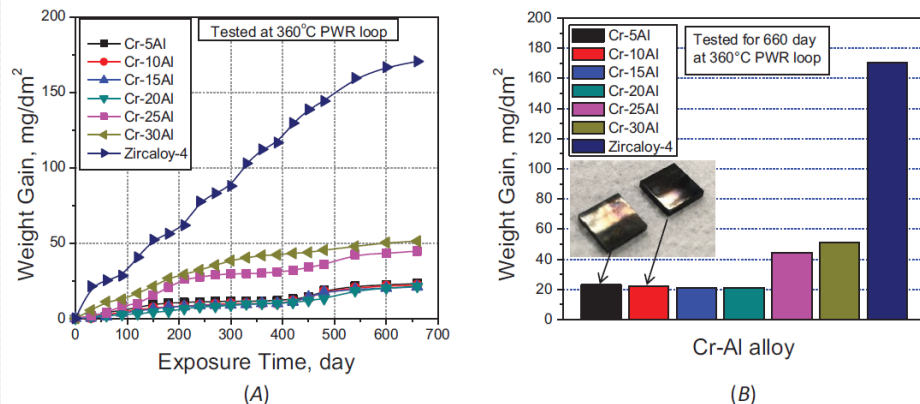 (A)
200
150
100
50
0
Weight Gain, mg/dm²
Tested at 360°C PWR loop
Cr-5Al
Cr-10Al
Cr-15Al
Cr-20Al
Cr-25Al
Cr-30Al
Zircaloy-4
0 100 200 300 400 500 600 700
Exposure Time, day
(A)
B)
200
180
160
140
120
100
80
60
40
20
0
Weight Gain, mg/dm²
Cr-5Al
Cr-10Al
Cr-15Al
Cr-20Al
Cr-25Al
Cr-30Al
Zircaloy-4
Tested for 660 day
at 360°C PWR loop
Cr-Al alloy
(B)